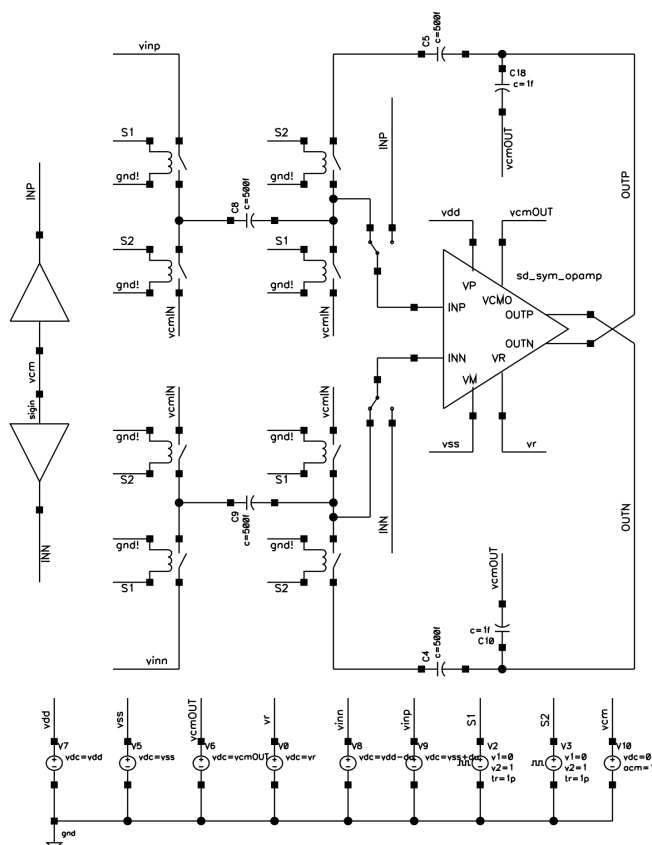 C5
c=500f
vinp
C18
c=1f
vcmOUT
S1
S2
INP
gnd!
gnd!
C8
c=500f
OUTP
INP
vdd
vcmOUT
S2
S1
gnd!
gnd!
sd_sym_opamp
VP
VCMO
vcmIN
vcmIN
INP
OUTP
vcm
INN
OUTN
sigin
VM
VR
vcmIN
vcmIN
gnd!
gnd!
vss
vr
S2
S1
C9
c=500f
INN
gnd!
gnd!
OUTN
INN
S1
S2
vcmOUT
c=1f
C10
vinn
C4
c=500f
vdd
vss
vcmOUT
vr
vinn
vinp
S1
S2
vcm
V7
vdc=vdd
V5
vdc=vss
V6
vdc=vcmOUT
V0
vdc=vr
V8
V9
V2
v1=0
v2=1
tr=1p
V3
v1=0
v2=1
tr=1p
V10
vdc=0
gnd